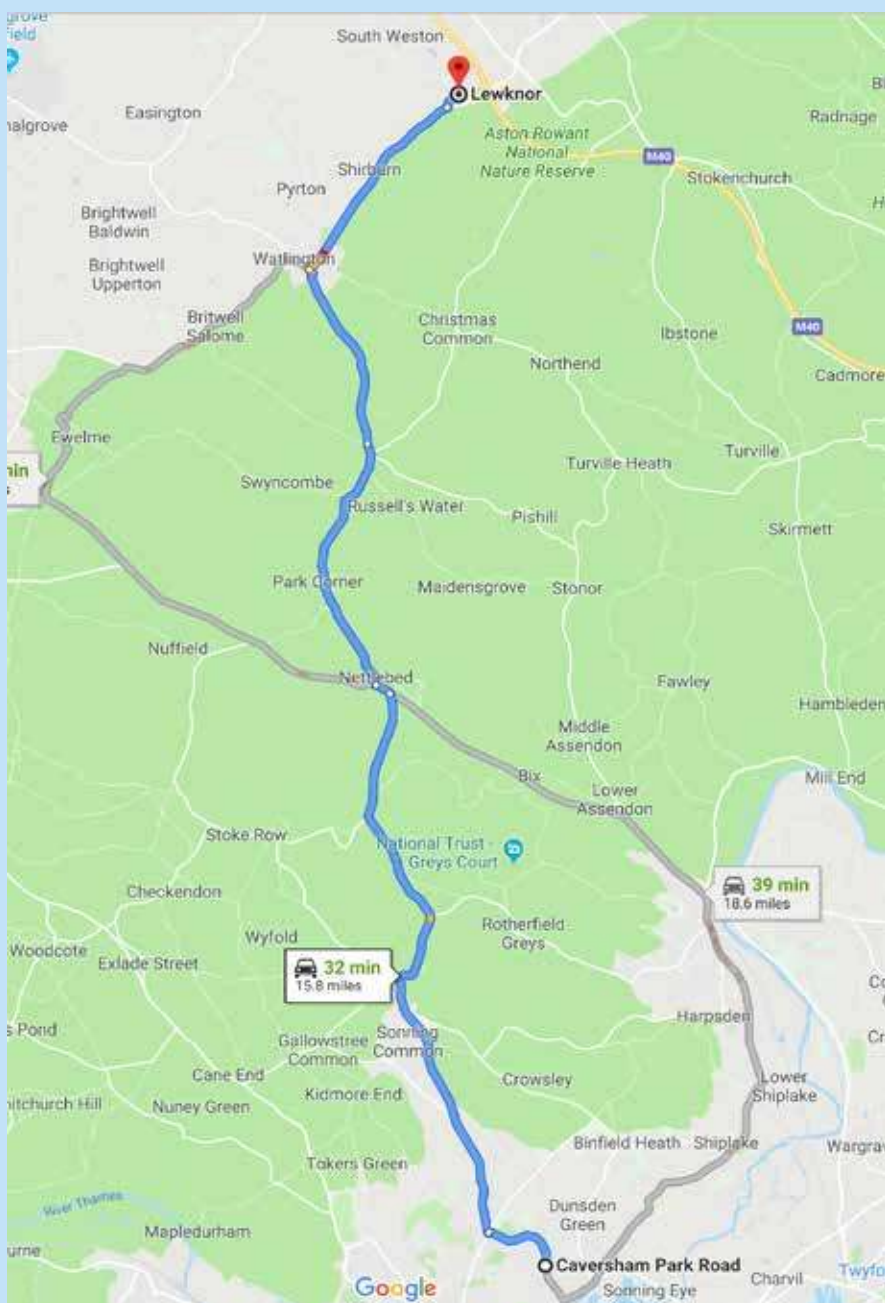 South Weston
Lewknor
Easington
Radnage
Aston Rowant
National
Nature Reserve
M40
Shirburn
Stokenchurch
Pyrton
Brightwell
Baldwin
Watlington
Brightwell
Upperton
Britwell
Salome
Christmas
Common
M40
Ibstone
Northend
Cadmore
Ewelme
Turville
Turville Heath
Swyncombe
Russell's Water
Pishill
Skirmett
Park Corner
Maidensgrove
Stonor
Nuffield
Nettlebed
Fawley
Hambleden
Middle
Assendon
Bix
Mill End
Lower
Assendon
Stoke Row
National Trust -
Greys Court
39 min
18.6 miles
Checkendon
Rotherfield
Greys
Wyfold
Woodcote
Exlade Street
32 min
15.8 miles
Harpsden
s Pond
Gallowstree
Common
Sonning
Common
Cane End
Crowsley
Lower
Shiplake
Kidmore End
nitchurch Hill
Nuney Green
Binfield Heath
Shiplake
Wargrav
Tokers Green
River Thames
Dunsden
Green
Mapledurham
Caversham Park Road
Google
Sonning Eye
Charvil
Twyfo